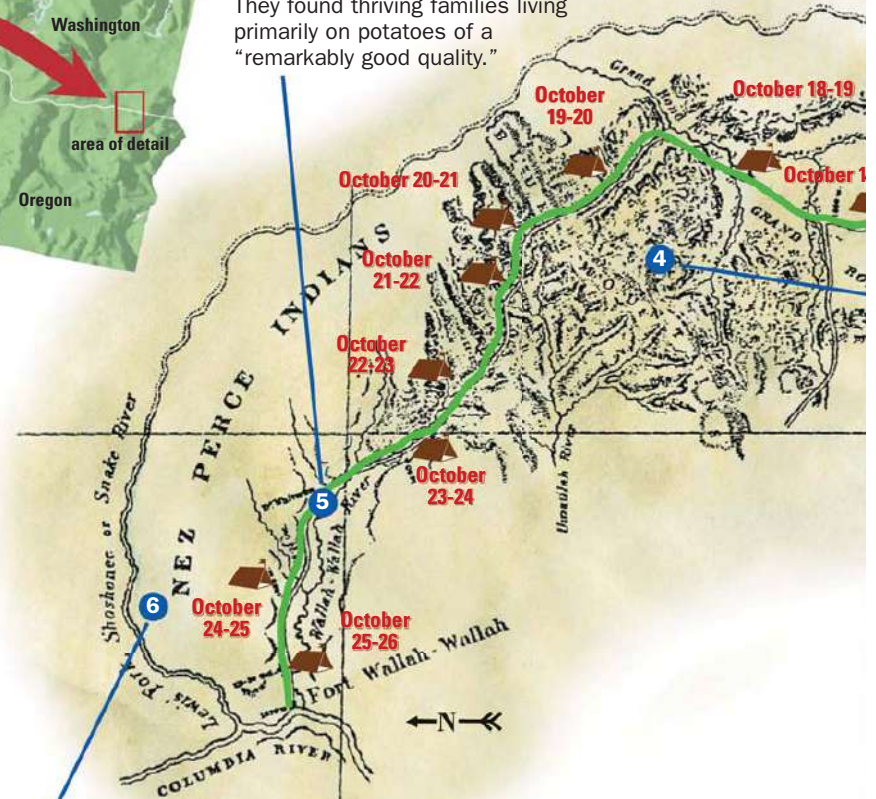 They found thriving families living
primarily on potatoes of a
“remarkably good quality.”
Washington
area of detail
Oregon
Grand
October
19-20
October 18-19
October 20-21
October 1
GRAND
October
21-22
4
NEZ PERCE INDIANS
October
22-23
Shoshonee or Snake River
October
23-24
Umatilah River
5
Wallah-Wallah River
6
October
24-25
October
25-26
Fort Wallah-Wallah
Lewis Fork
N
COLUMBIA RIVER